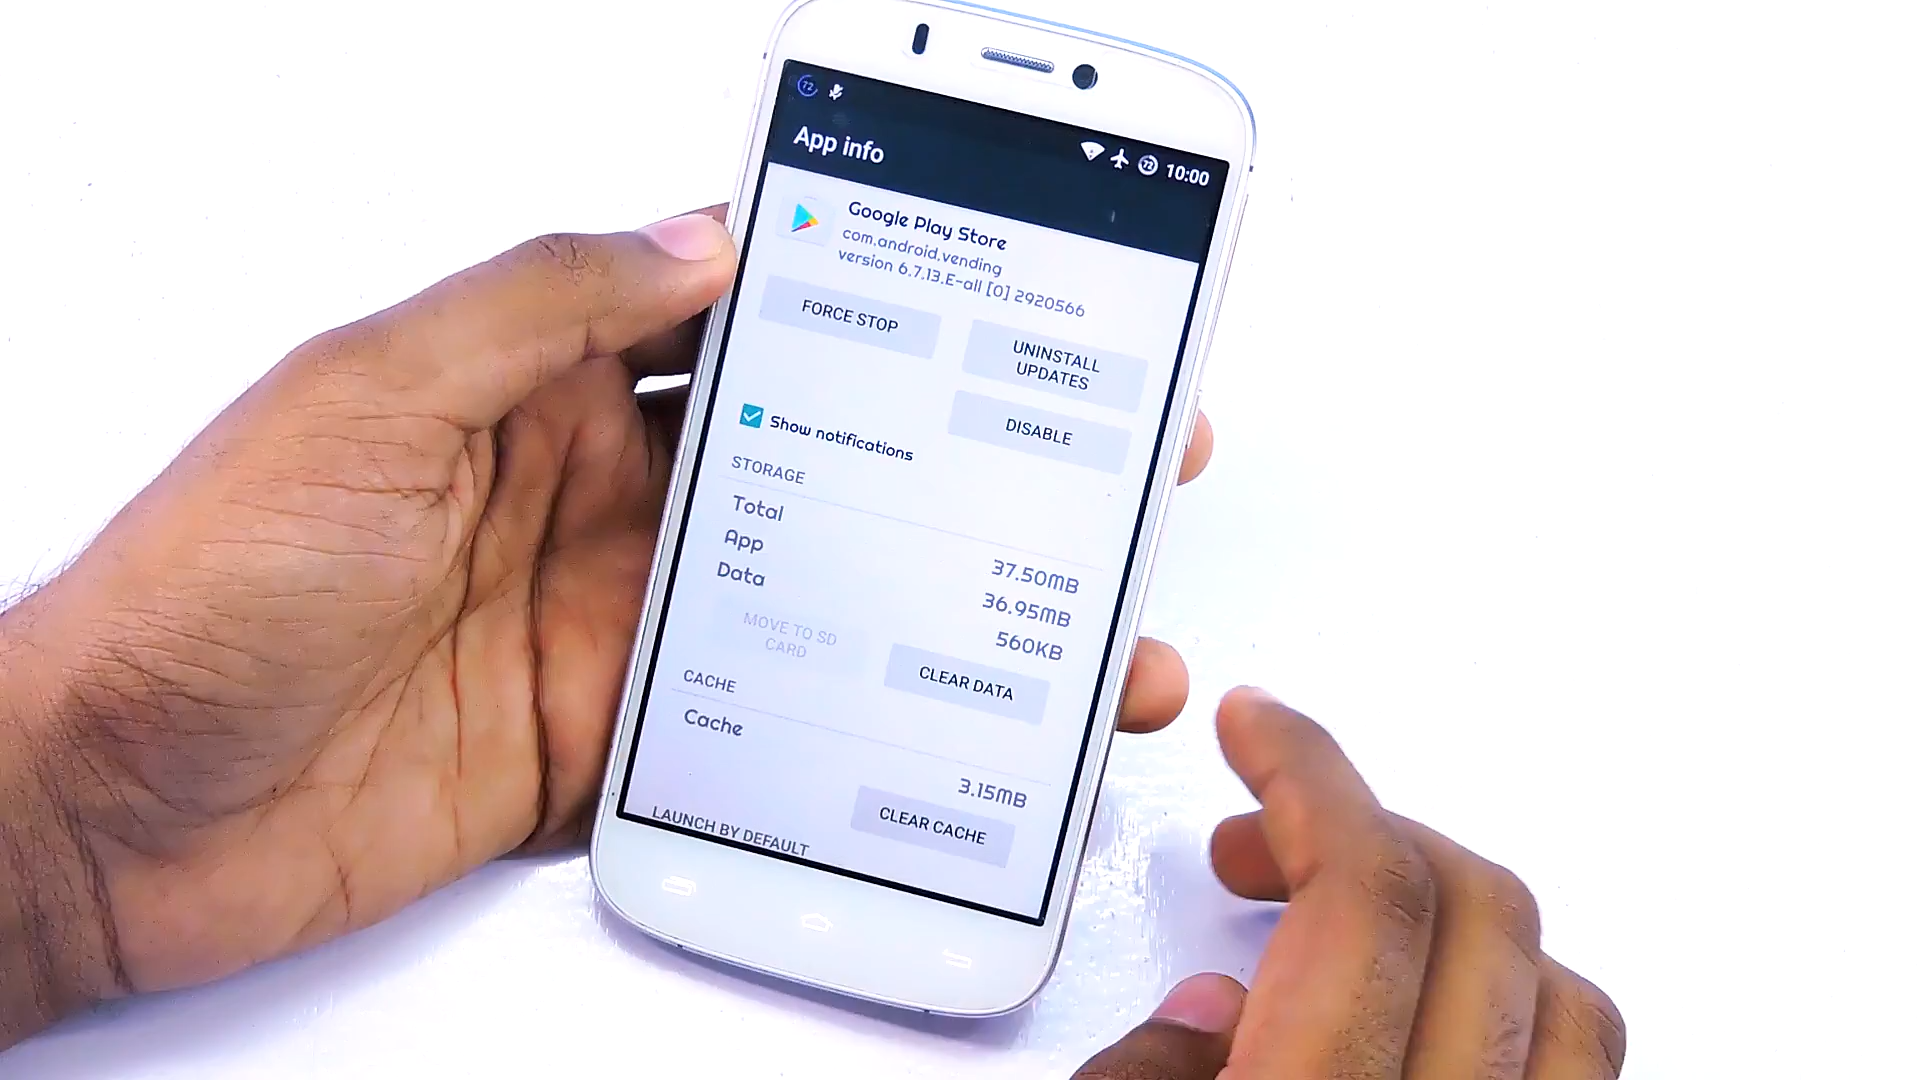 72
72 10:00
App info
Google Play Store
com.android.vending
version 6.7.13.E-all [0] 2920566
FORCE STOP
UNINSTALL
UPDATES
DISABLE
Show notifications
STORAGE
Total 37.50MB
App 36.95MB
Data 560KB
MOVE TO SD
CARD
CLEAR DATA
CACHE
Cache 3.15MB
CLEAR CACHE
LAUNCH BY DEFAULT